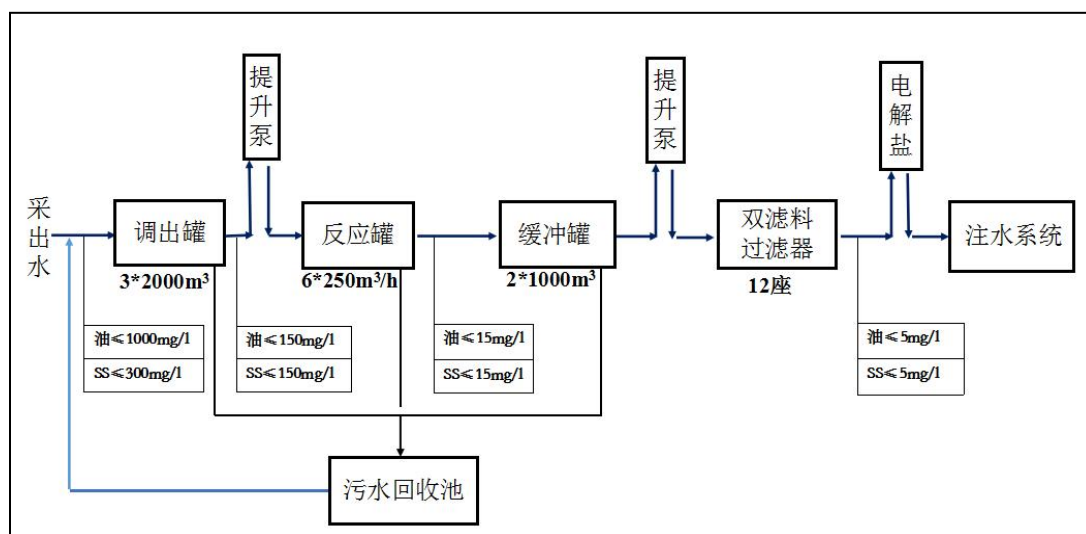 提升泵
提升泵
电解盐
采出水
调出罐
3*2000m³
反应罐
6*250m³/h
缓冲罐
2*1000m³
双滤料
过滤器
12座
注水系统
油≤1000mg/l
SS≤300mg/l
油≤150mg/l
SS≤150mg/l
油≤15mg/l
SS≤15mg/l
油≤5mg/l
SS≤5mg/l
污水回收池